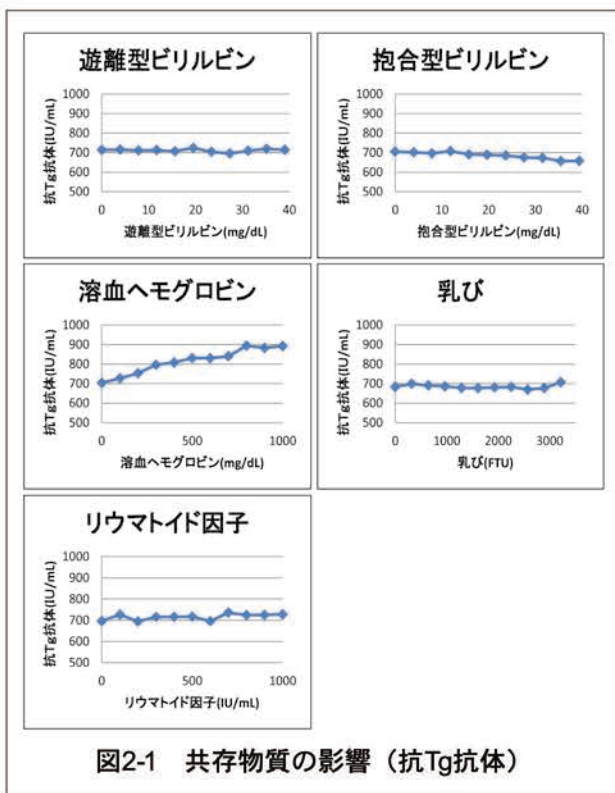 遊離型ビリルビン
抗Tg抗体(IU/mL)
1000
900
800
700
600
500
0 10 20 30 40
遊離型ビリルビン(mg/dL)
抱合型ビリルビン
抗Tg抗体(IU/mL)
1000
900
800
700
600
500
0 10 20 30 40
抱合型ビリルビン(mg/dL)
溶血ヘモグロビン
抗Tg抗体(IU/mL)
1000
900
800
700
600
500
0 500 1000
溶血ヘモグロビン(mg/dL)
乳び
抗Tg抗体(IU/mL)
1000
900
800
700
600
500
0 1000 2000 3000
乳び(FTU)
リウマトイド因子
抗Tg抗体(IU/mL)
1000
900
800
700
600
500
0 500 1000
リウマトイド因子(IU/mL)
図2-1 共存物質の影響（抗Tg抗体）